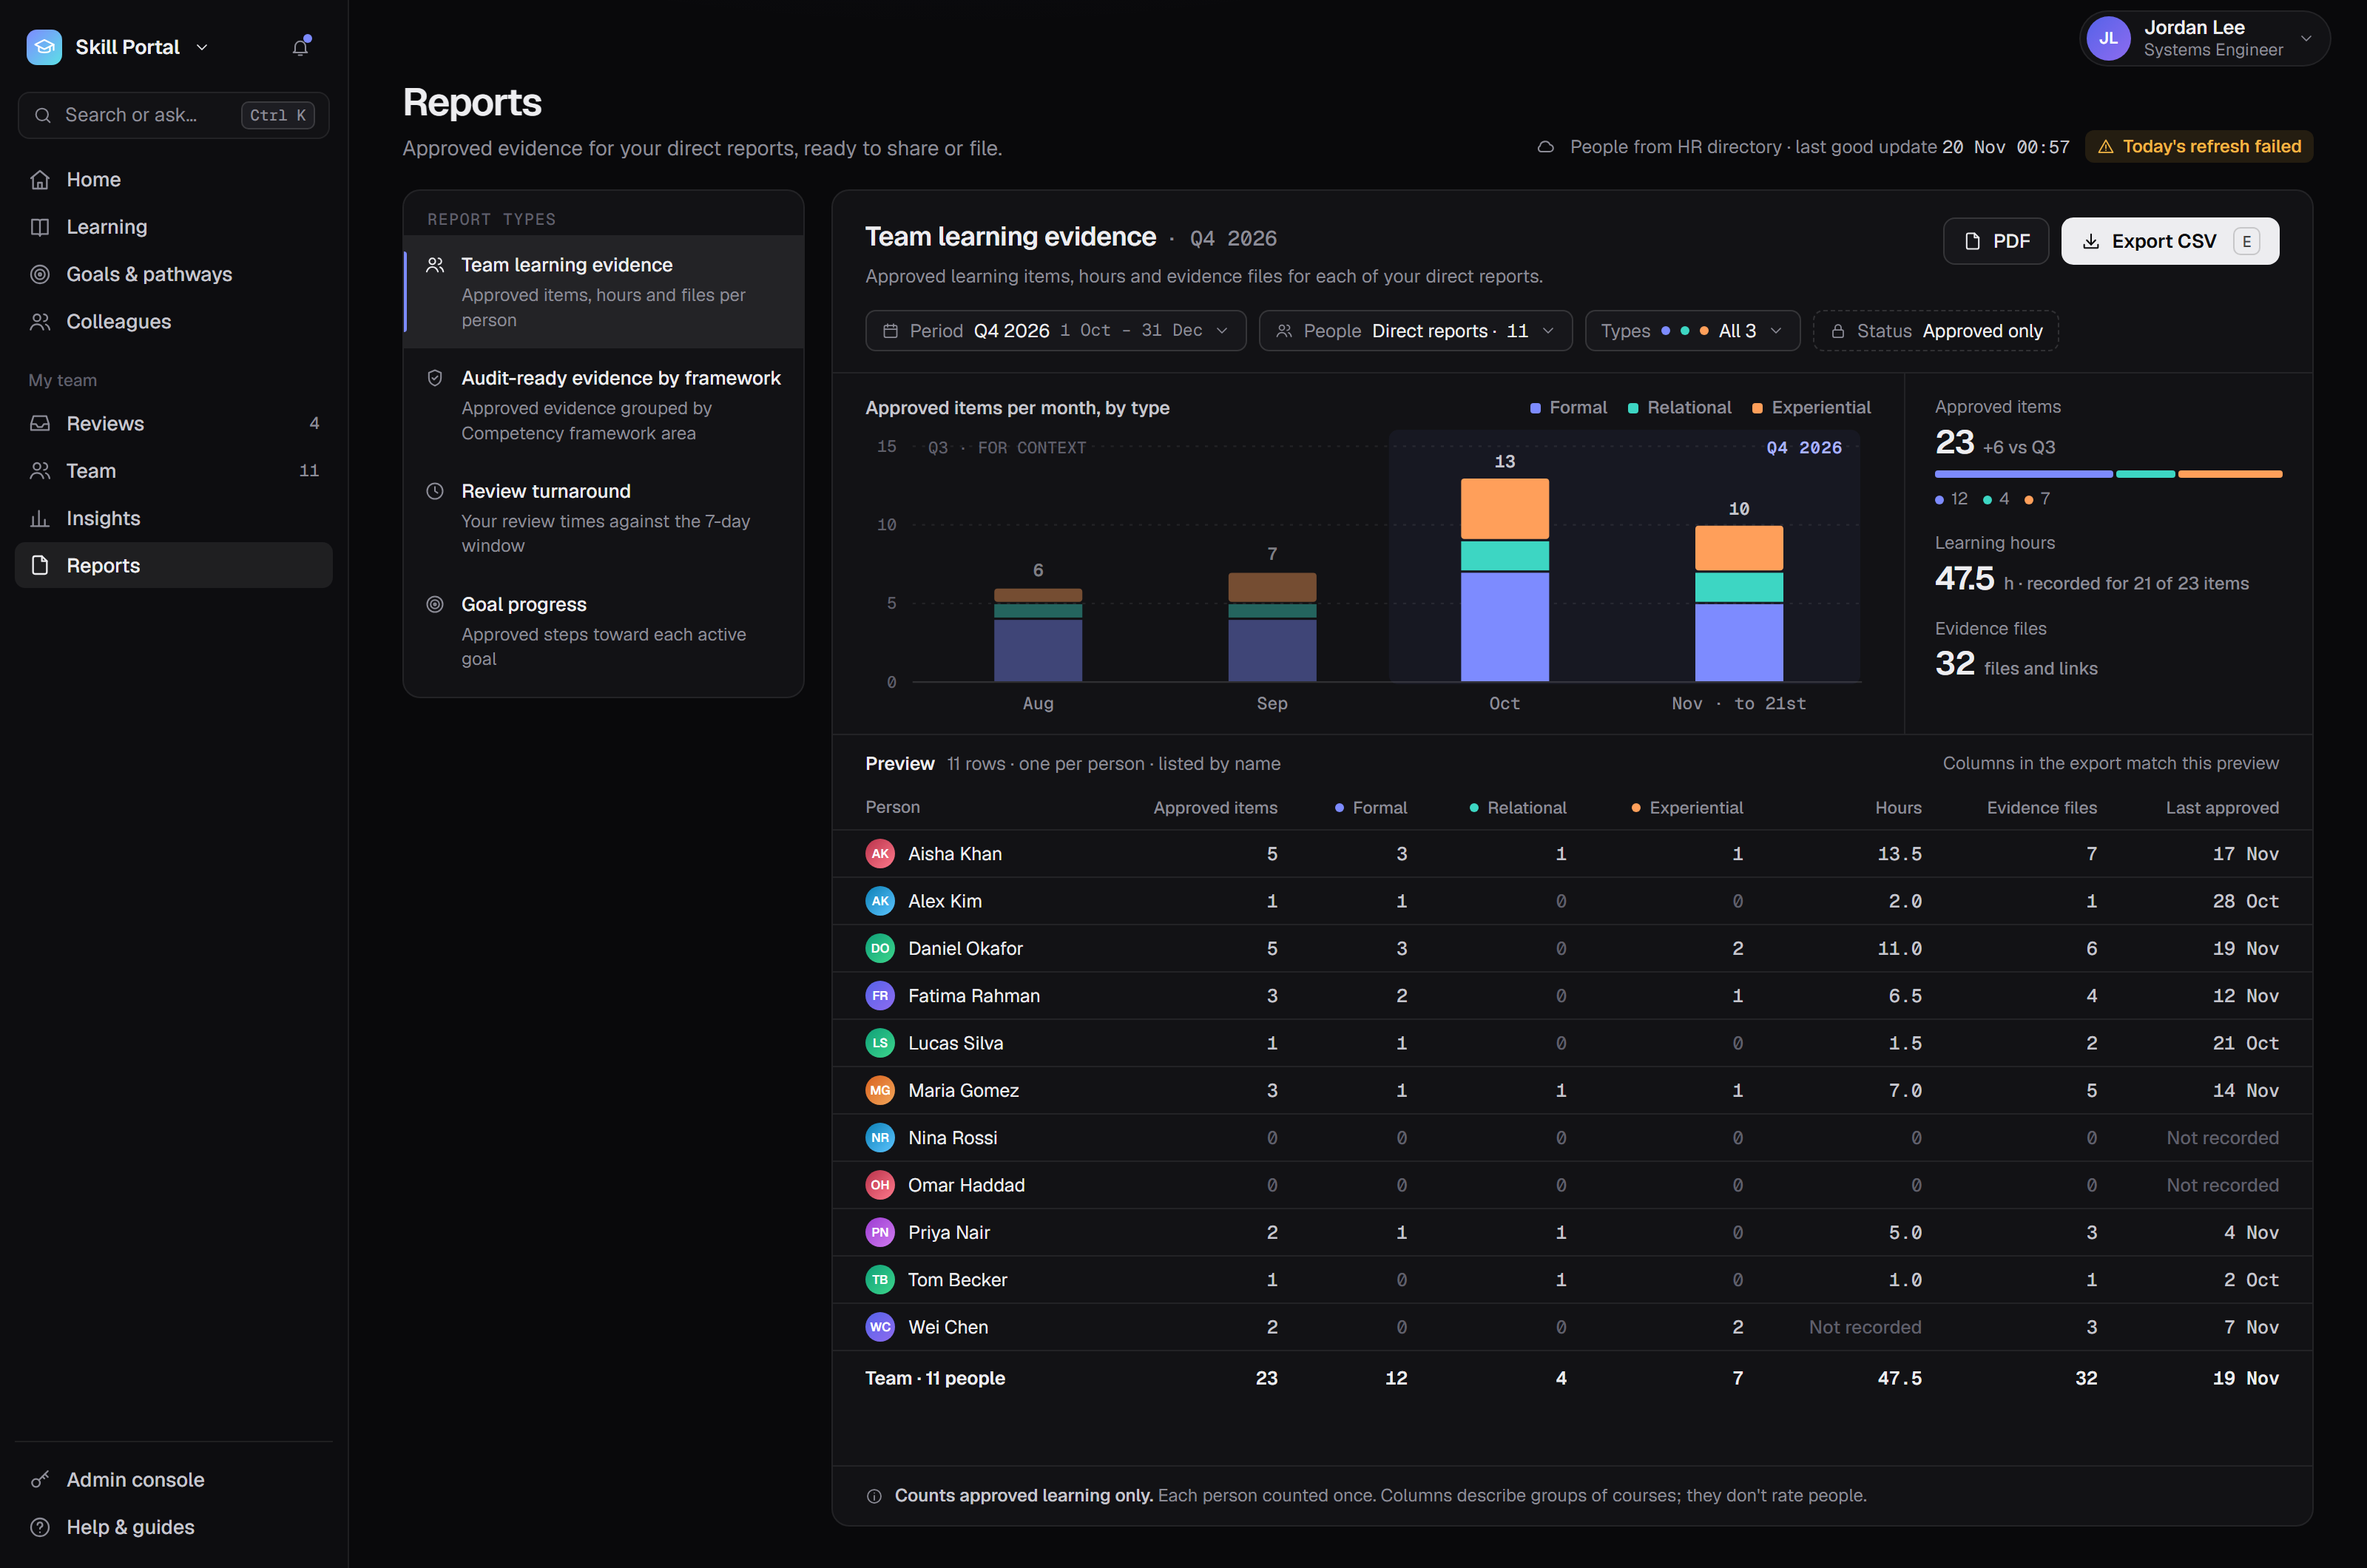 Skill Portal
Search or ask... Ctrl K
Home
Learning
Goals & pathways
Colleagues
My team
Reviews 4
Team 11
Insights
Reports
Admin console
Help & guides
JL Jordan Lee
Systems Engineer
Reports
Approved evidence for your direct reports, ready to share or file.
People from HR directory · last good update 20 Nov 00:57 Today's refresh failed
REPORT TYPES
Team learning evidence
Approved items, hours and files per
person
Audit-ready evidence by framework
Approved evidence grouped by
Competency framework area
Review turnaround
Your review times against the 7-day
window
Goal progress
Approved steps toward each active
goal
Team learning evidence · Q4 2026
PDF Export CSV E
Approved learning items, hours and evidence files for each of your direct reports.
Period Q4 2026 1 Oct – 31 Dec People Direct reports · 11 Types All 3 Status Approved only
Approved items per month, by type Formal Relational Experiential
15 Q3 · FOR CONTEXT Q4 2026
10
5
0
6
7
13
10
Aug Sep Oct Nov · to 21st
Approved items
23 +6 vs Q3
12 4 7
Learning hours
47.5 h · recorded for 21 of 23 items
Evidence files
32 files and links
Preview 11 rows · one per person · listed by name Columns in the export match this preview
Person Approved items Formal Relational Experiential Hours Evidence files Last approved
AK Aisha Khan 5 3 1 1 13.5 7 17 Nov
AK Alex Kim 1 1 0 0 2.0 1 28 Oct
DO Daniel Okafor 5 3 0 2 11.0 6 19 Nov
FR Fatima Rahman 3 2 0 1 6.5 4 12 Nov
LS Lucas Silva 1 1 0 0 1.5 2 21 Oct
MG Maria Gomez 3 1 1 1 7.0 5 14 Nov
NR Nina Rossi 0 0 0 0 0 0 Not recorded
OH Omar Haddad 0 0 0 0 0 0 Not recorded
PN Priya Nair 2 1 1 0 5.0 3 4 Nov
TB Tom Becker 1 0 1 0 1.0 1 2 Oct
WC Wei Chen 2 0 0 2 Not recorded 3 7 Nov
Team · 11 people 23 12 4 7 47.5 32 19 Nov
Counts approved learning only. Each person counted once. Columns describe groups of courses; they don't rate people.